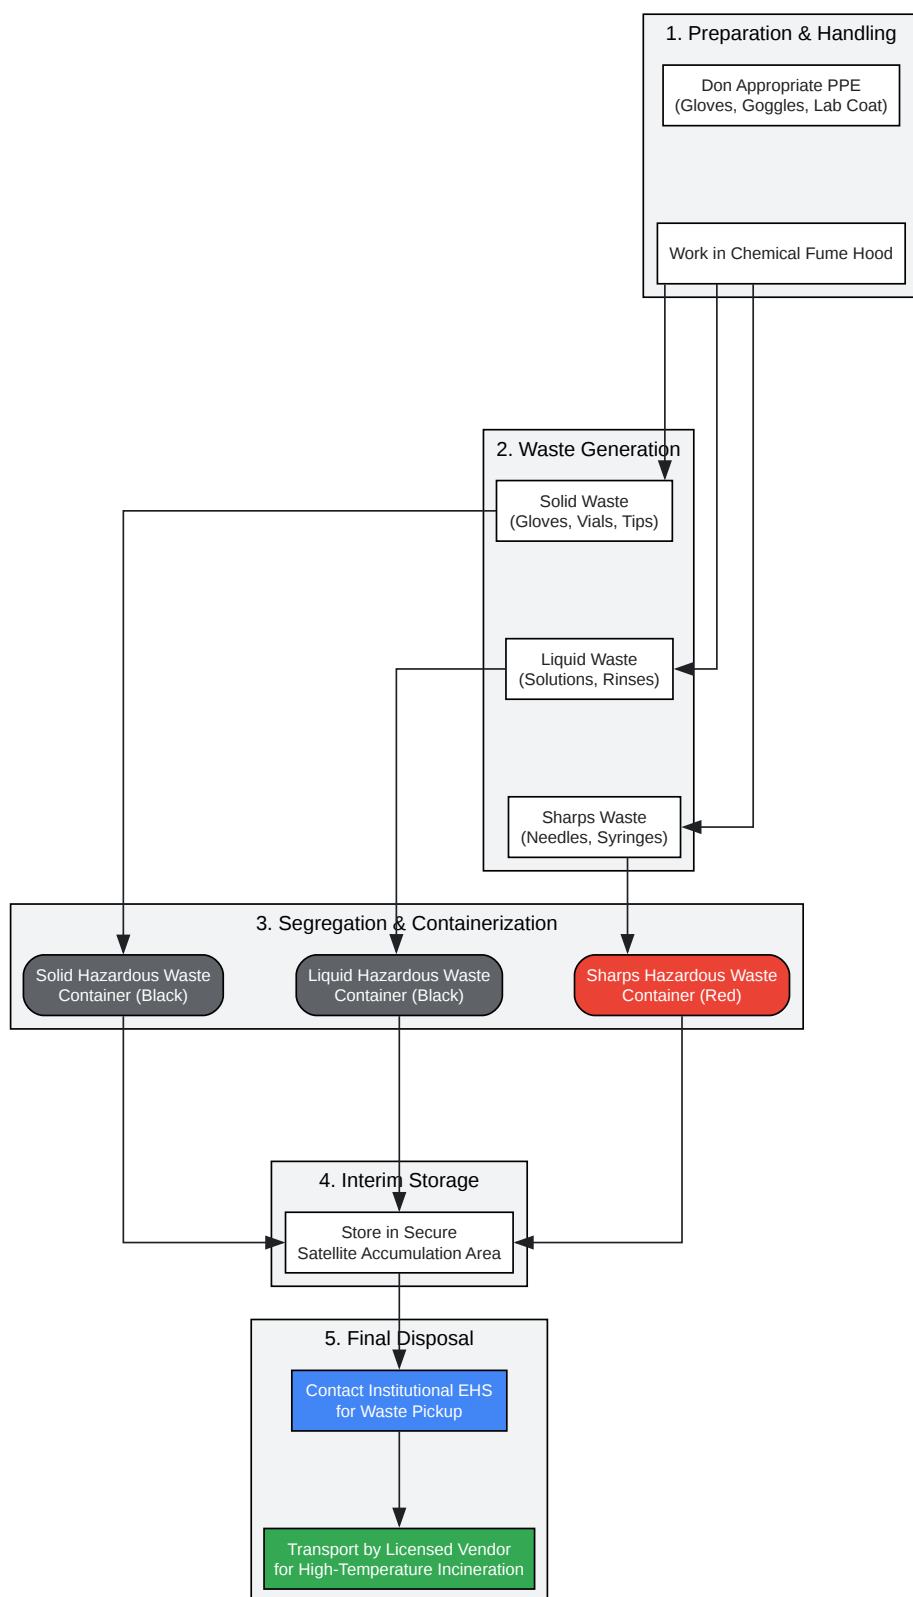 1. Preparation & Handling
Don Appropriate PPE
(Gloves, Goggles, Lab Coat)
Work in Chemical Fume Hood
2. Waste Generation
Solid Waste
(Gloves, Vials, Tips)
Liquid Waste
(Solutions, Rinses)
Sharps Waste
(Needles, Syringes)
3. Segregation & Containerization
Solid Hazardous Waste
Container (Black)
Liquid Hazardous Waste
Container (Black)
Sharps Hazardous Waste
Container (Red)
4. Interim Storage
Store in Secure
Satellite Accumulation Area
5. Final Disposal
Contact Institutional EHS
for Waste Pickup
Transport by Licensed Vendor
for High-Temperature Incineration